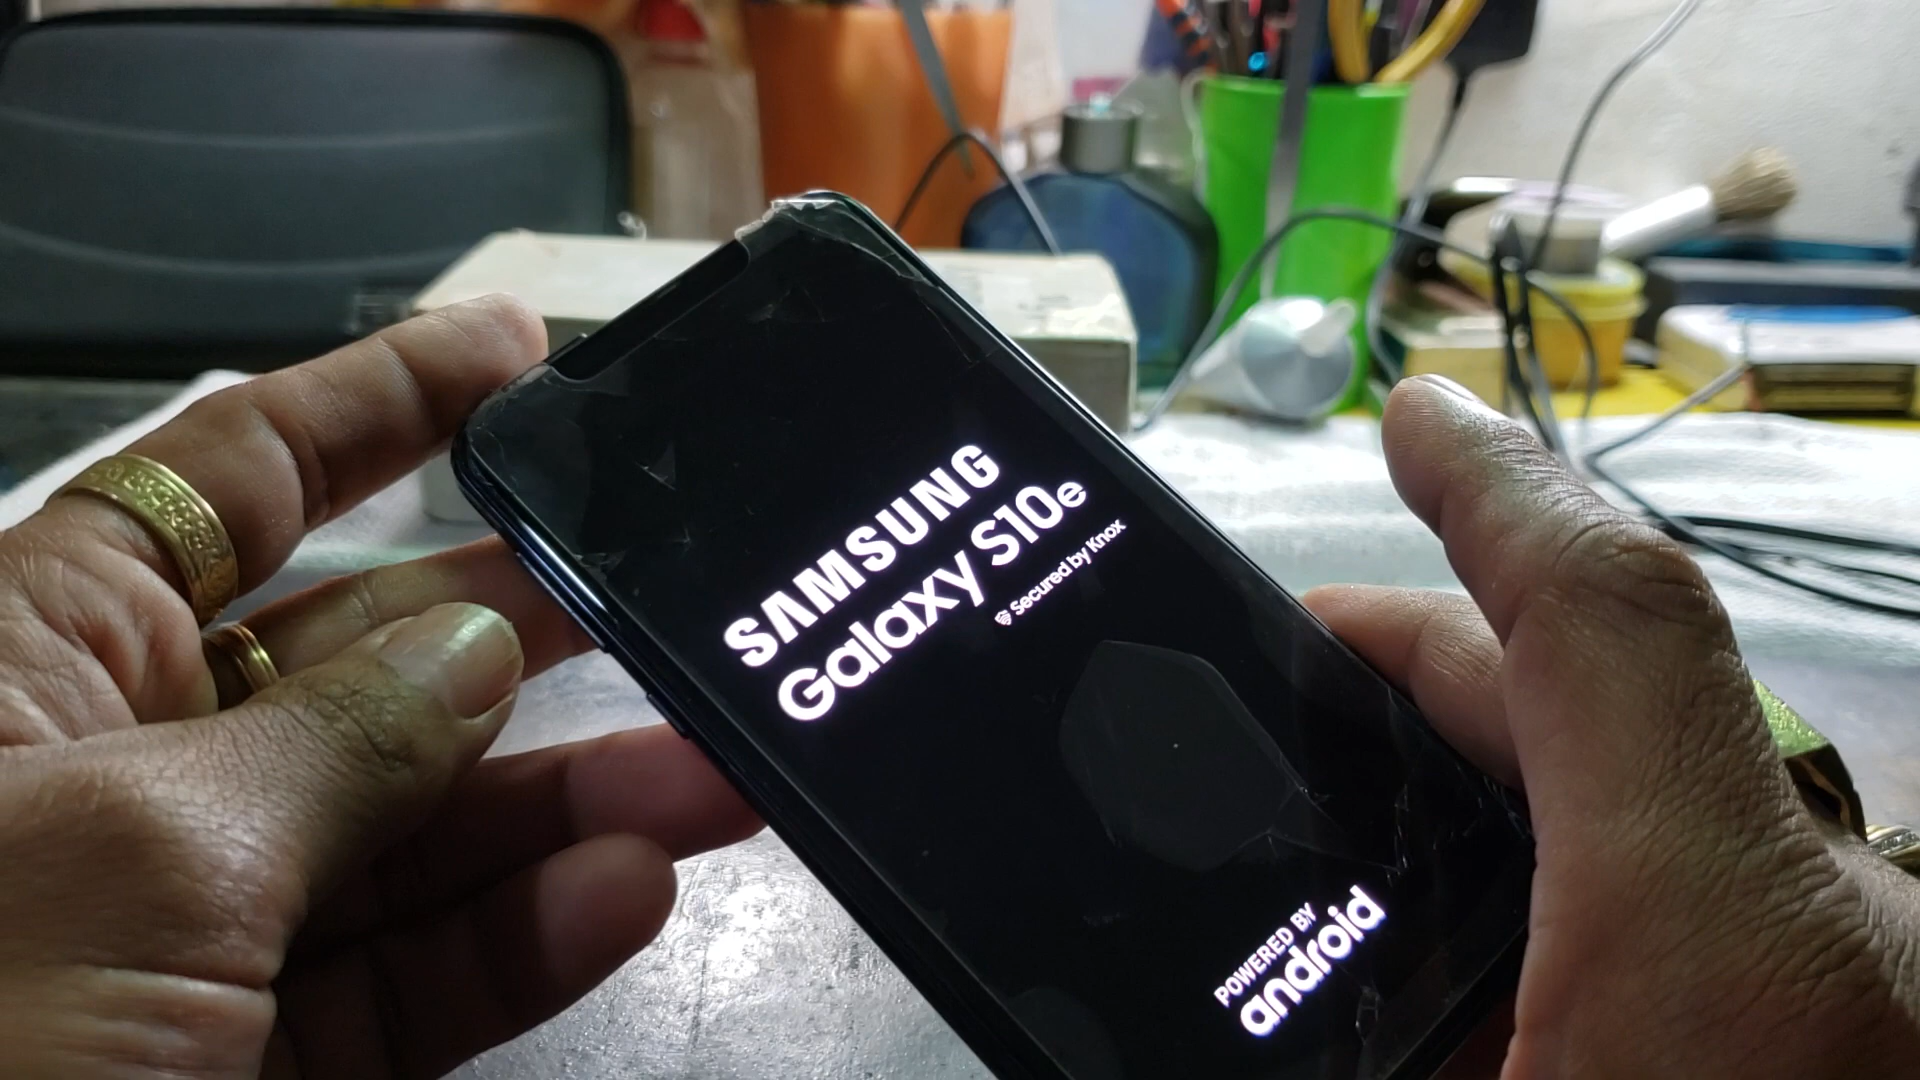 SAMSUNG
Galaxy S10e
Secured by Knox
POWERED BY
android